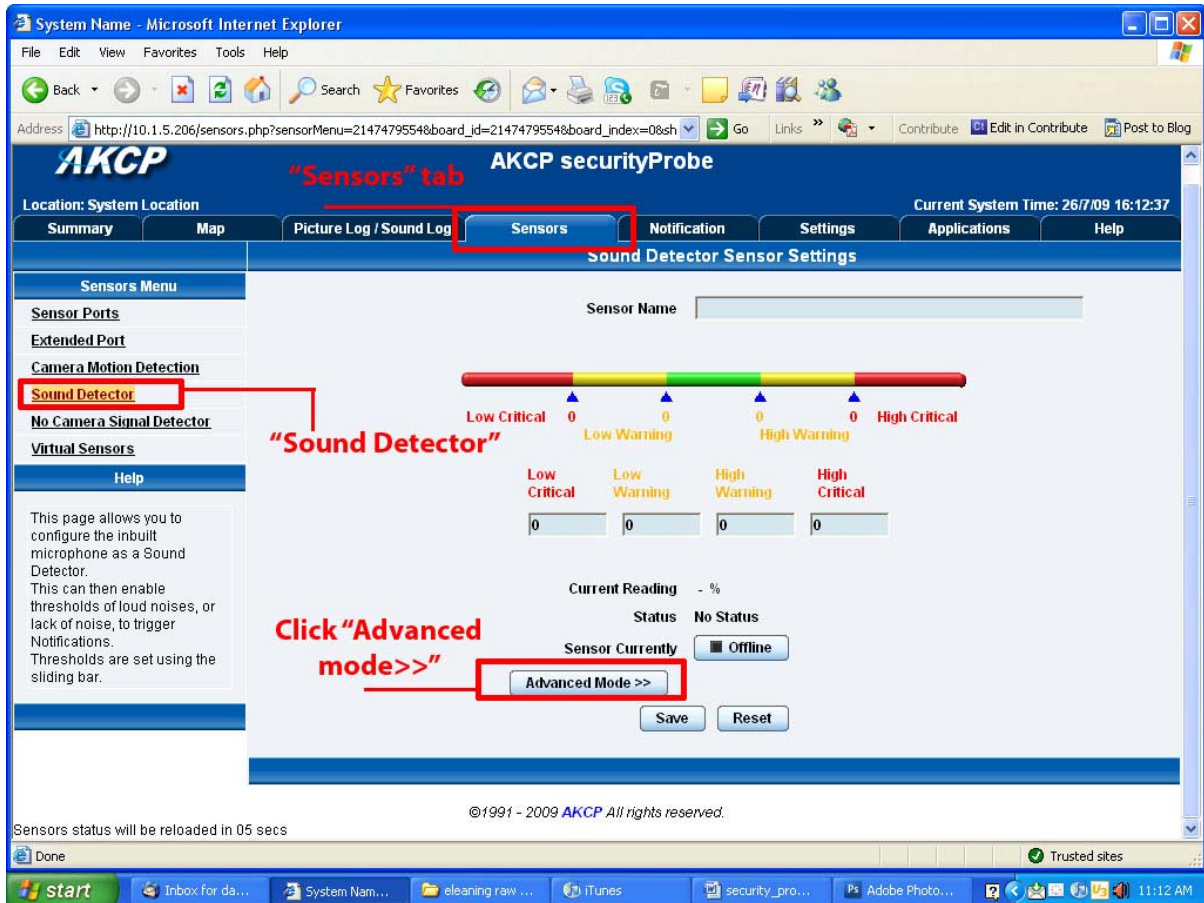 System Name - Microsoft Internet Explorer
File Edit View Favorites Tools Help
Back Search Favorites
Address http://10.1.5.206/sensors.php?sensorMenu=2147479554&board_id=2147479554&board_index=0&sh Go Links » Contribute Edit in Contribute Post to Blog
AKCP
AKCP securityProbe
"Sensors" tab
Location: System Location
Current System Time: 26/7/09 16:12:37
Summary Map Picture Log / Sound Log Sensors Notification Settings Applications Help
Sound Detector Sensor Settings
Sensors Menu
Sensor Ports
Extended Port
Camera Motion Detection
Sound Detector
No Camera Signal Detector
Virtual Sensors
Help
This page allows you to
configure the inbuilt
microphone as a Sound
Detector.
This can then enable
thresholds of loud noises, or
lack of noise, to trigger
Notifications.
Thresholds are set using the
sliding bar.
"Sound Detector"
Sensor Name
Low Critical 0 0 0 0 High Critical
Low Warning High Warning
Low Low High High
Critical Warning Warning Critical
0 0 0 0
Current Reading - %
Status No Status
Sensor Currently Offline
Click "Advanced
mode>>"
Advanced Mode >>
Save Reset
©1991 - 2009 AKCP All rights reserved.
Sensors status will be reloaded in 05 secs
Done Trusted sites
start Inbox for da... System Nam... eleaning raw ... iTunes security_pro... Ps Adobe Photo... 11:12 AM